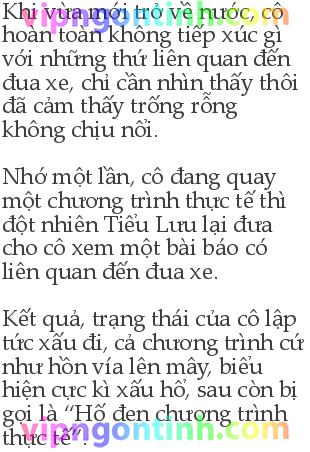 Khi vừa mới trở về nước, cô
hoàn toàn không tiếp xúc gì
với những thứ liên quan đến
đua xe, chỉ cần nhìn thấy thôi
đã cảm thấy trống rỗng
không chịu nổi.
Nhớ một lần, cô đang quay
một chương trình thực tế thì
đột nhiên Tiểu Lưu lại đưa
cho cô xem một bài báo có
liên quan đến đua xe.
Kết quả, trạng thái của cô lập
tức xấu đi, cả chương trình cứ
như hồn vía lên mây, biểu
hiện cực kì xấu hổ, sau còn bị
gọi là “Hố đen chương trình
thực tế”.
vipngontinh.com
vipngontinh.com